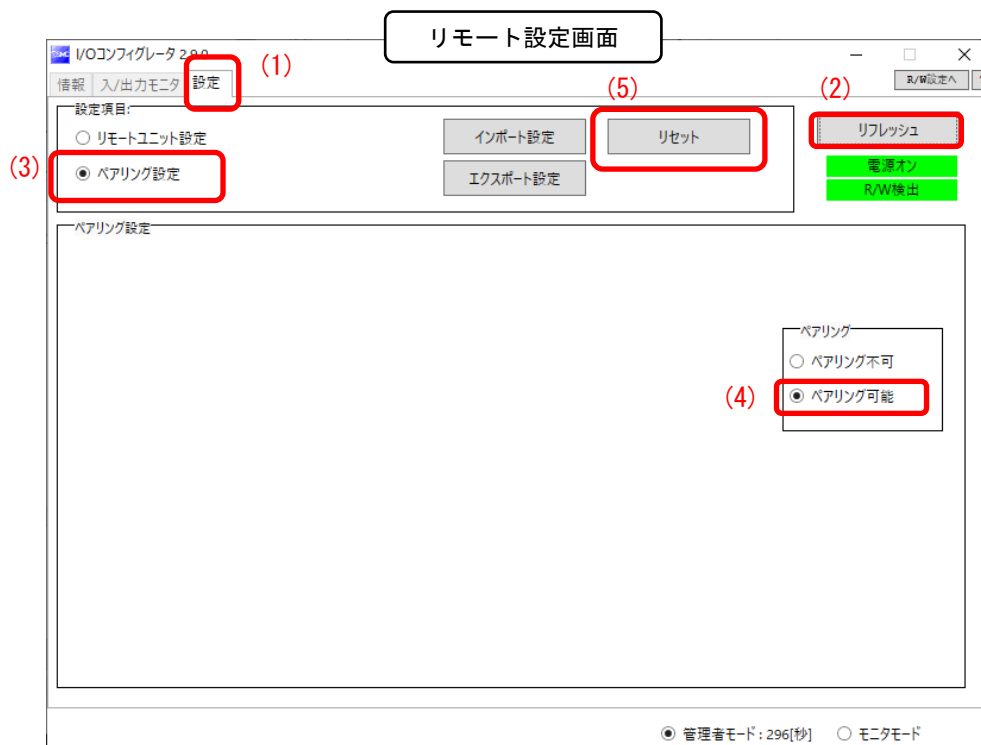 リモート設定画面
I/Oコンフィグレータ 2.9.0
(1)
情報 入/出力モニタ 設定
R/W設定へ
(5)
(2)
設定項目:
リモートユニット設定
インポート設定
リセット
リフレッシュ
(3)
ペアリング設定
エクスポート設定
電源オン
R/W検出
ペアリング設定
ペアリング
ペアリング不可
(4)
ペアリング可能
管理者モード : 296[秒]
モニタモード